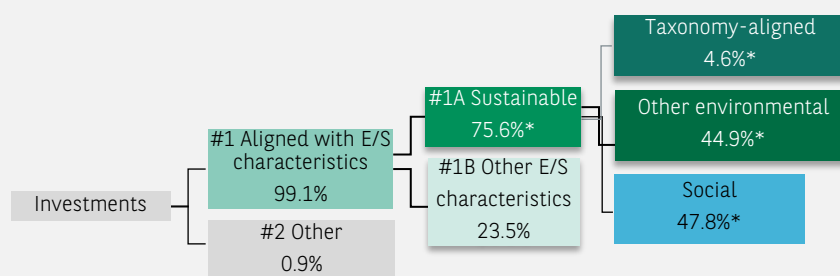 Investments
#1 Aligned with E/S
characteristics
99.1%
#2 Other
0.9%
#1A Sustainable
75.6%*
#1B Other E/S
characteristics
23.5%
Taxonomy-aligned
4.6%*
Other environmental
44.9%*
Social
47.8%*